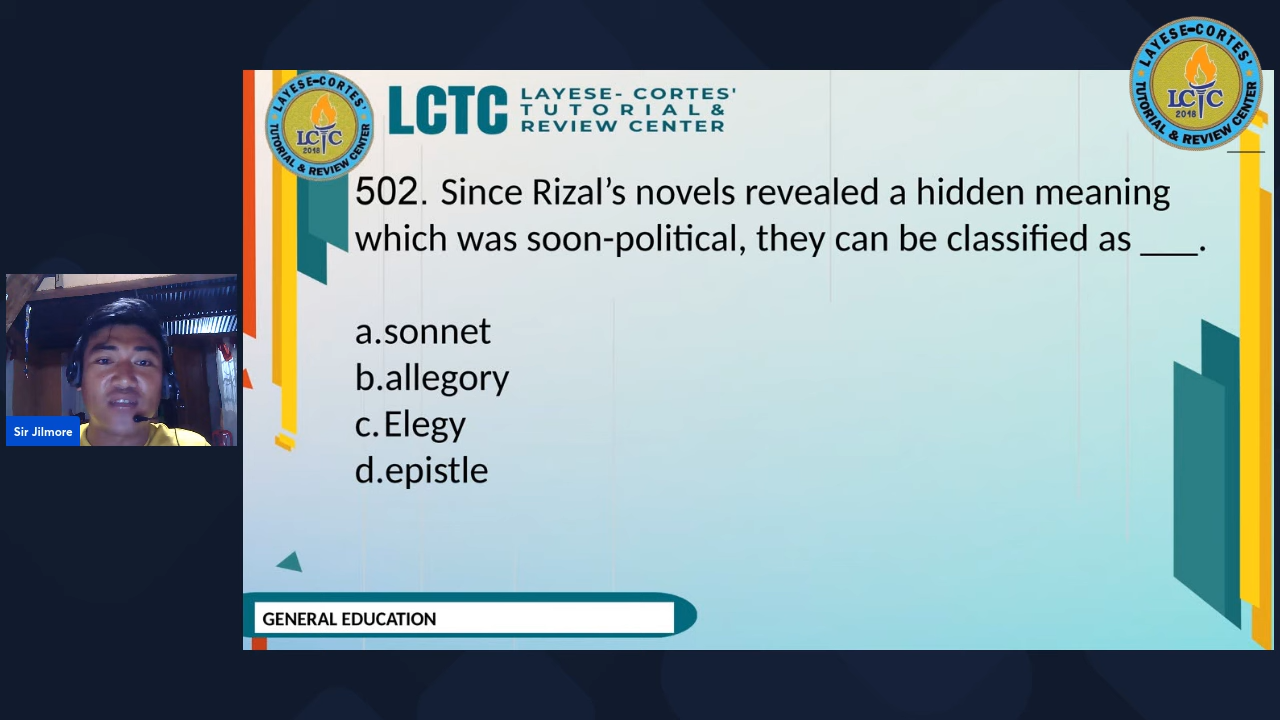 LAYESE-CORTES'
LCTC
2018
TUTORIAL & REVIEW CENTER
LAYESE-CORTES'
LCTC
2018
TUTORIAL & REVIEW CENTER
LCTC
LAYESE- CORTES'
TUTORIAL &
REVIEW CENTER
502. Since Rizal’s novels revealed a hidden meaning
which was soon-political, they can be classified as ___.
a.sonnet
b.allegory
c.Elegy
d.epistle
Sir Jilmore
GENERAL EDUCATION